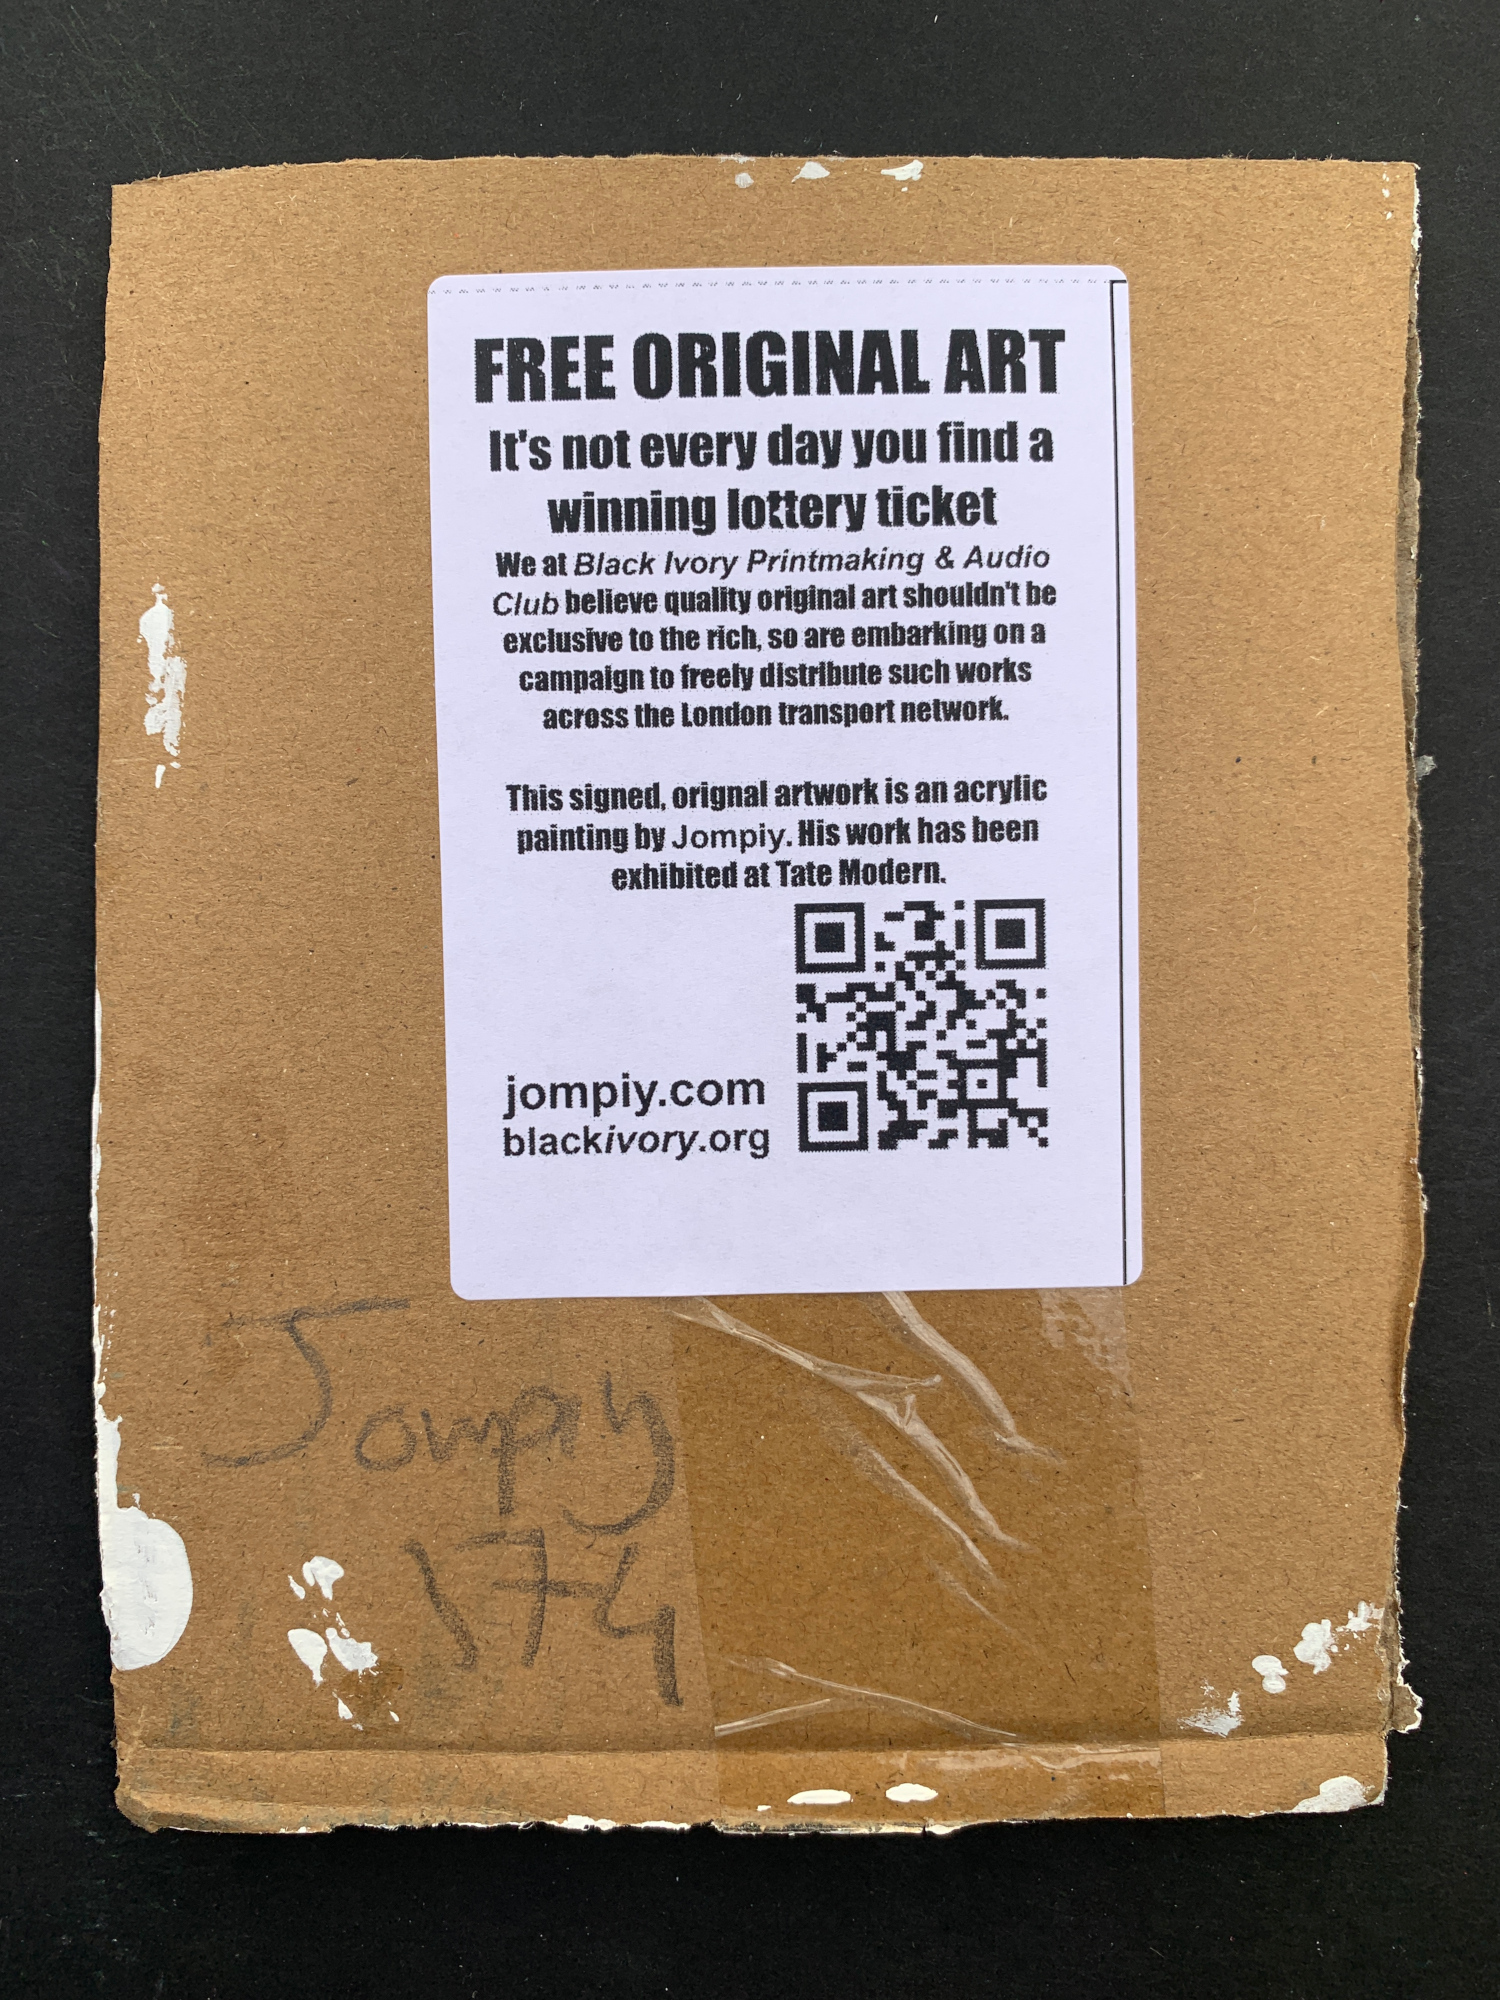 FREE ORIGINAL ART
It's not every day you find a
winning lottery ticket
We at Black Ivory Printmaking & Audio
Club believe quality original art shouldn't be
exclusive to the rich, so are embarking on a
campaign to freely distribute such works
across the London transport network.
This signed, orignal artwork is an acrylic
painting by Jompiy. His work has been
exhibited at Tate Modern.
jompiy.com
blackivory.org
Jompiy
174